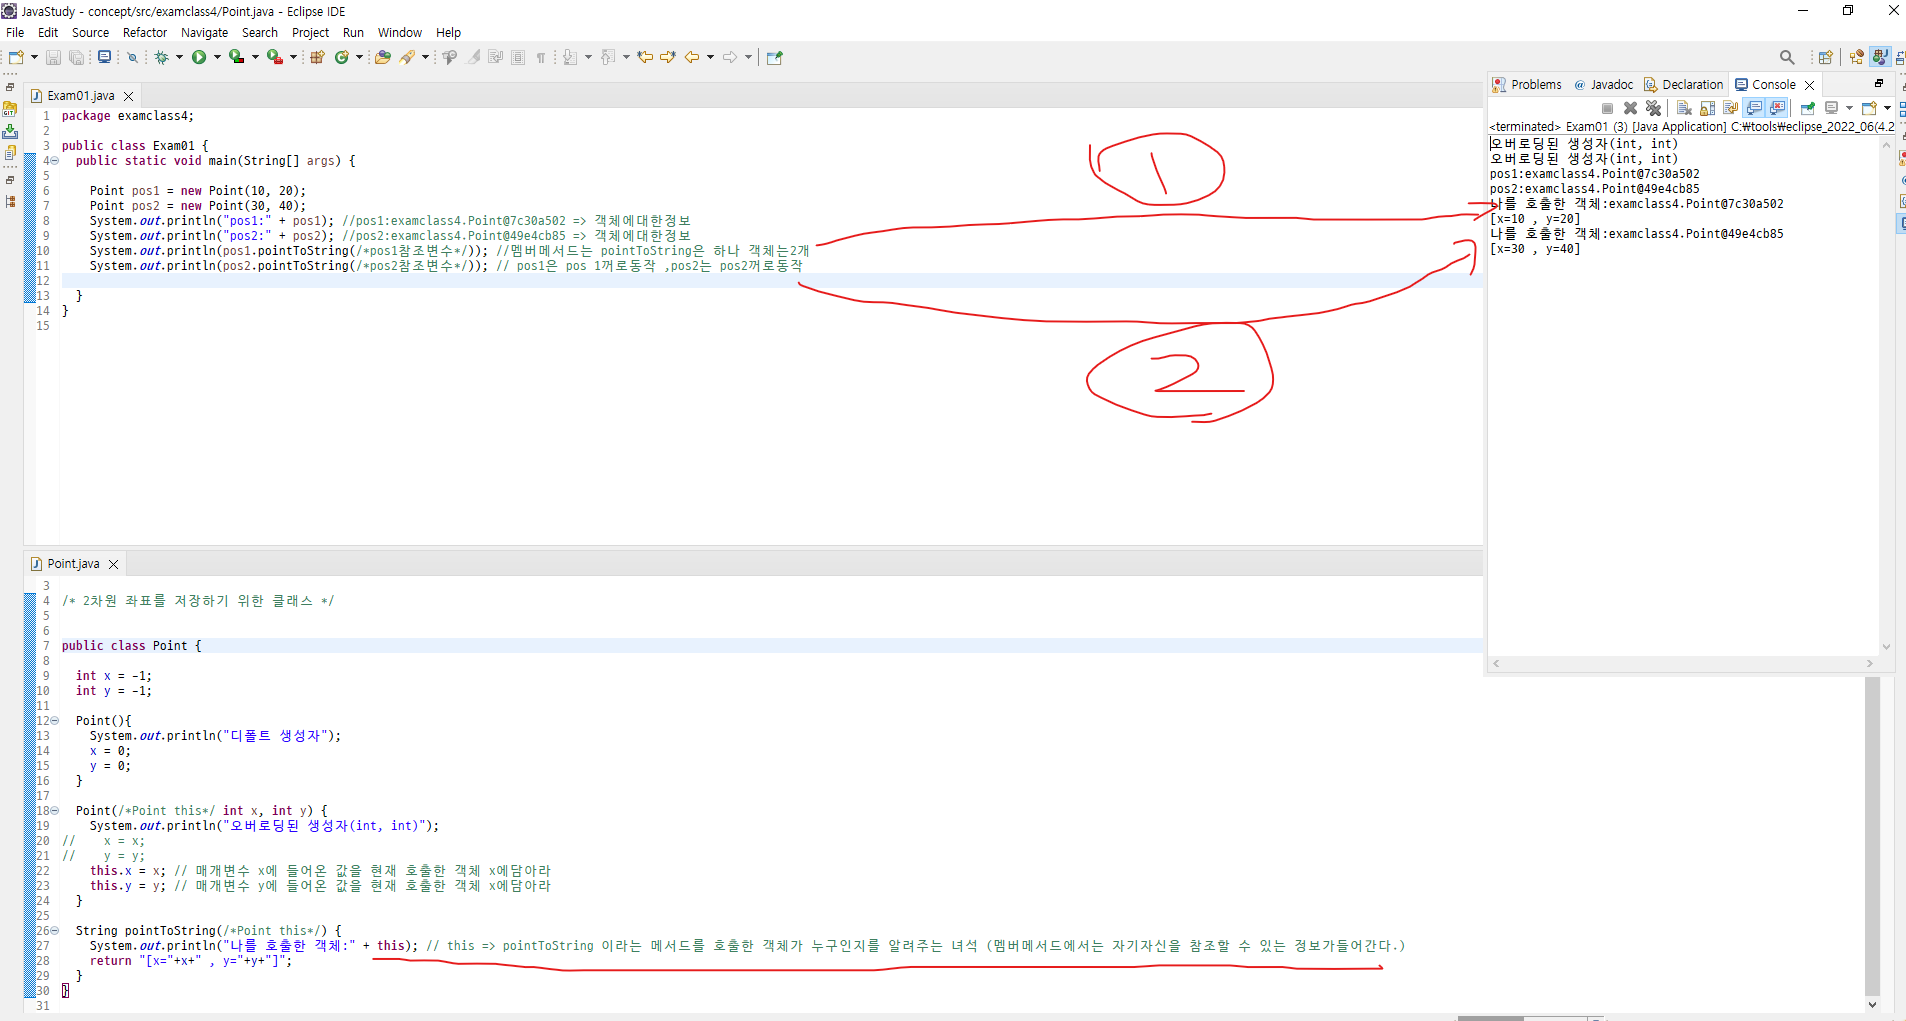 JavaStudy - concept/src/examclass4/Point.java - Eclipse IDE
File Edit Source Refactor Navigate Search Project Run Window Help
Exam01.java
1 package examclass4;
2
3 public class Exam01 {
4 public static void main(String[] args) {
5
6 Point pos1 = new Point(10, 20);
7 Point pos2 = new Point(30, 40);
8 System.out.println("pos1:" + pos1); //pos1:examclass4.Point@7c30a502 => 객체에대한정보
9 System.out.println("pos2:" + pos2); //pos2:examclass4.Point@49e4cb85 => 객체에대한정보
10 System.out.println(pos1.pointToString(/*pos1참조변수*/)); //멤버메서드는 pointToString은 하나 객체는2개
11 System.out.println(pos2.pointToString(/*pos2참조변수*/)); // pos1은 pos 1꺼로동작 ,pos2는 pos2꺼로동작
12
13 }
14 }
15
1
2
Problems @ Javadoc Declaration Console
<terminated> Exam01 (3) [Java Application] C:₩tools₩eclipse_2022_06(4.2
오버로딩된 생성자(int, int)
오버로딩된 생성자(int, int)
pos1:examclass4.Point@7c30a502
pos2:examclass4.Point@49e4cb85
나를 호출한 객체:examclass4.Point@7c30a502
[x=10 , y=20]
나를 호출한 객체:examclass4.Point@49e4cb85
[x=30 , y=40]
Point.java
3
4 /* 2차원 좌표를 저장하기 위한 클래스 */
5
6
7 public class Point {
8
9 int x = -1;
10 int y = -1;
11
12 Point(){
13 System.out.println("디폴트 생성자");
14 x = 0;
15 y = 0;
16 }
17
18 Point(/*Point this*/ int x, int y) {
19 System.out.println("오버로딩된 생성자(int, int)");
20 // x = x;
21 // y = y;
22 this.x = x; // 매개변수 x에 들어온 값을 현재 호출한 객체 x에담아라
23 this.y = y; // 매개변수 y에 들어온 값을 현재 호출한 객체 x에담아라
24 }
25
26 String pointToString(/*Point this*/) {
27 System.out.println("나를 호출한 객체:" + this); // this => pointToString 이라는 메서드를 호출한 객체가 누구인지를 알려주는 녀석 (멤버메서드에서는 자기자신을 참조할 수 있는 정보가들어간다.)
28 return "[x="+x+" , y="+y+"]";
29 }
30 }
31